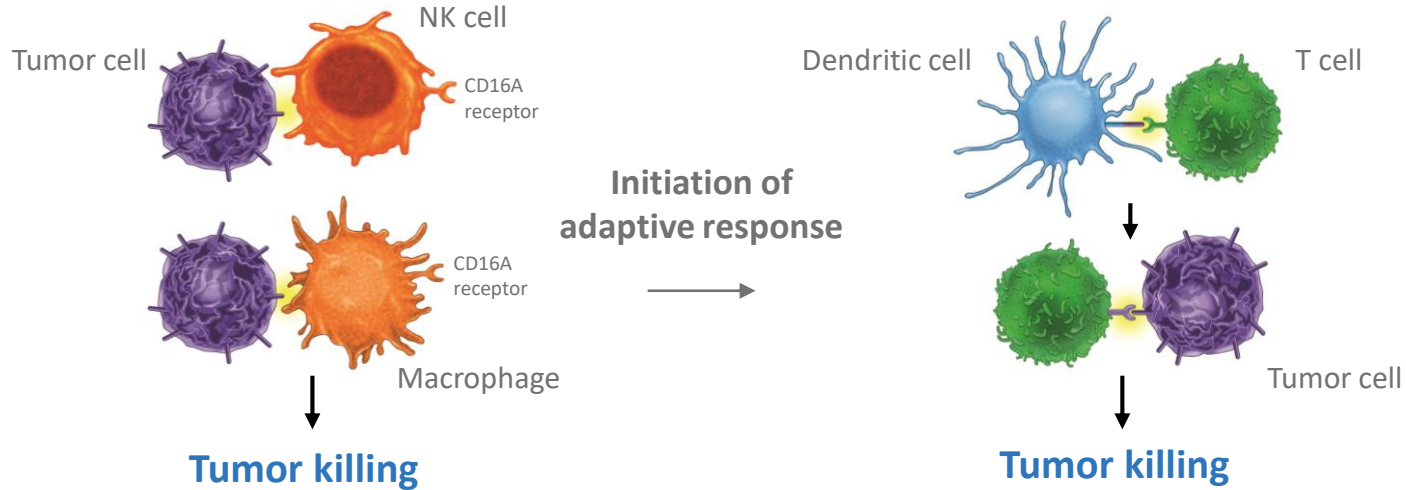 NK cell
Tumor cell
CD16A
receptor
CD16A
receptor
Macrophage
Tumor killing
Initiation of
adaptive response
Dendritic cell
T cell
Tumor cell
Tumor killing